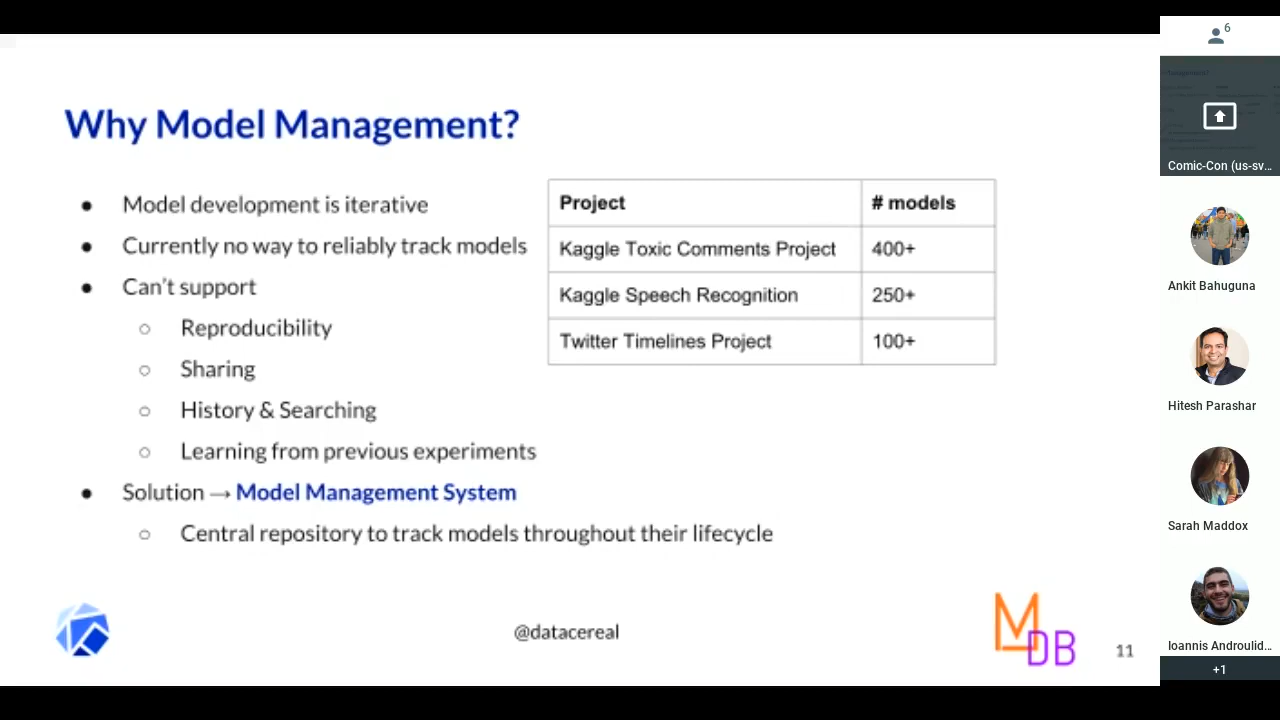 Why Model Management?
● Model development is iterative
● Currently no way to reliably track models
● Can't support
○ Reproducibility
○ Sharing
○ History & Searching
○ Learning from previous experiments
● Solution → Model Management System
○ Central repository to track models throughout their lifecycle
Project # models
Kaggle Toxic Comments Project 400+
Kaggle Speech Recognition 250+
Twitter Timelines Project 100+
@datacereal
M
DB
11
6
Comic-Con (us-sv...
Ankit Bahuguna
Hitesh Parashar
Sarah Maddox
Ioannis Androulid...
+1